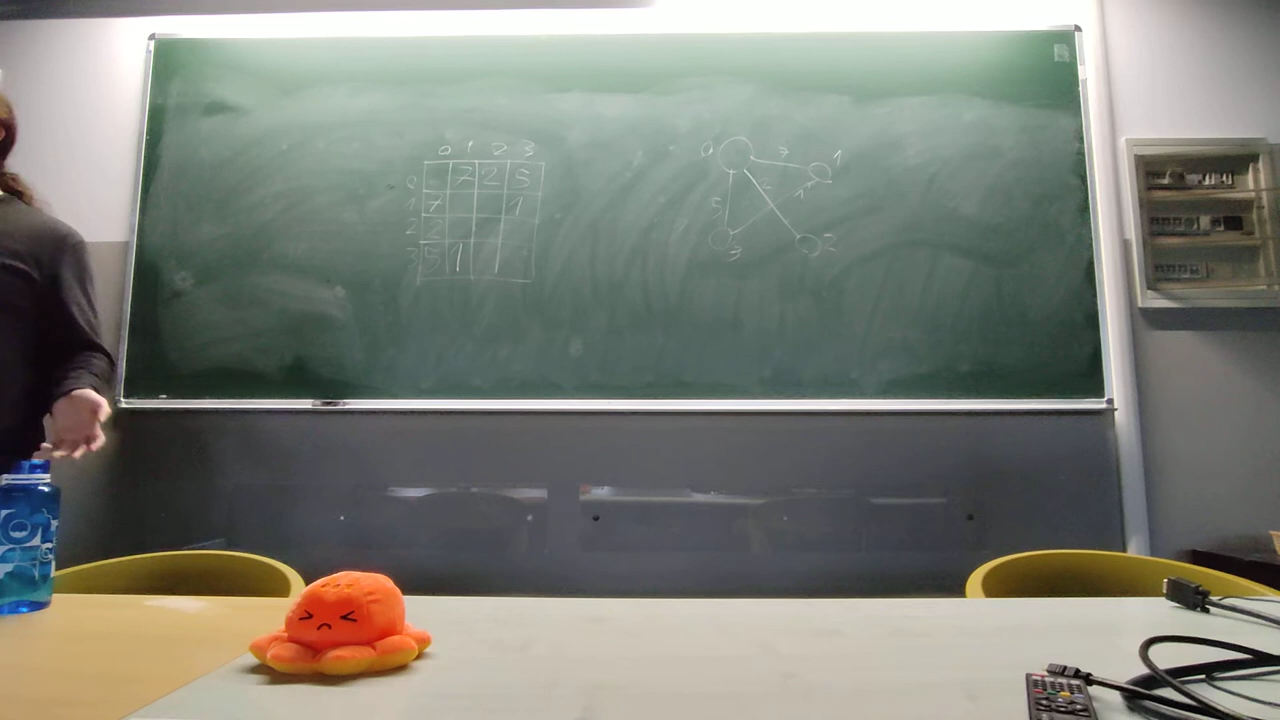 0 1 2 3
0 7 2 5
1 7 1
2 2
3 5 1
0 7 1
2
5 1
3 2